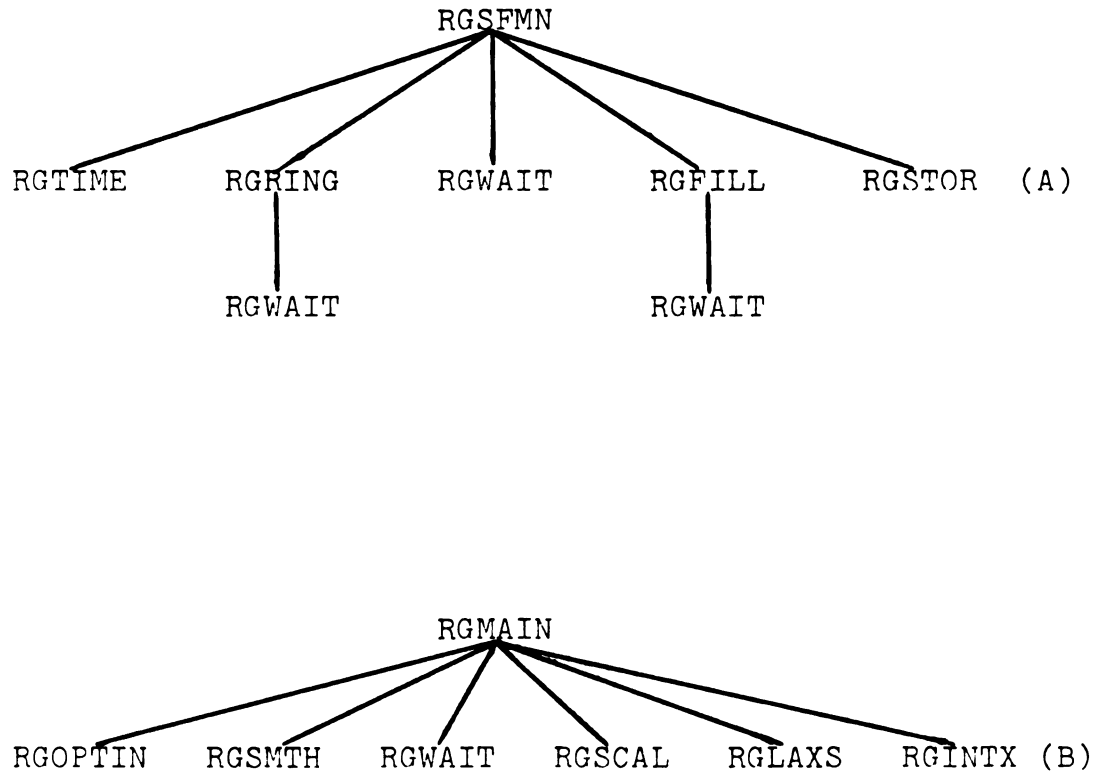 RGSFMN
RGTIME RGRING RGWAIT RGFILL RGSTOR (A)
RGWAIT RGWAIT
RGMAIN
RGOPTIN RGSMTH RGWAIT RGSCAL RGLAXS RGINTX (B)